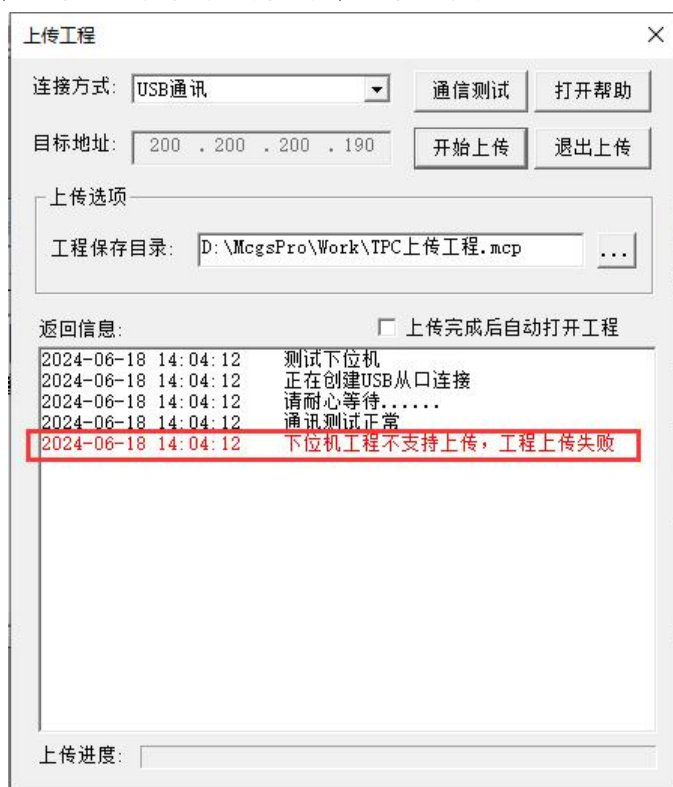 上传工程
连接方式: USB通讯 通信测试 打开帮助
目标地址: 200 . 200 . 200 . 190 开始上传 退出上传
上传选项
工程保存目录: D:\McgsPro\Work\TPC上传工程.mcp ...
返回信息: 上传完成后自动打开工程
2024-06-18 14:04:12 测试下位机
2024-06-18 14:04:12 正在创建USB从口连接
2024-06-18 14:04:12 请耐心等待......
2024-06-18 14:04:12 通讯测试正常
2024-06-18 14:04:12 下位机工程不支持上传，工程上传失败
上传进度: